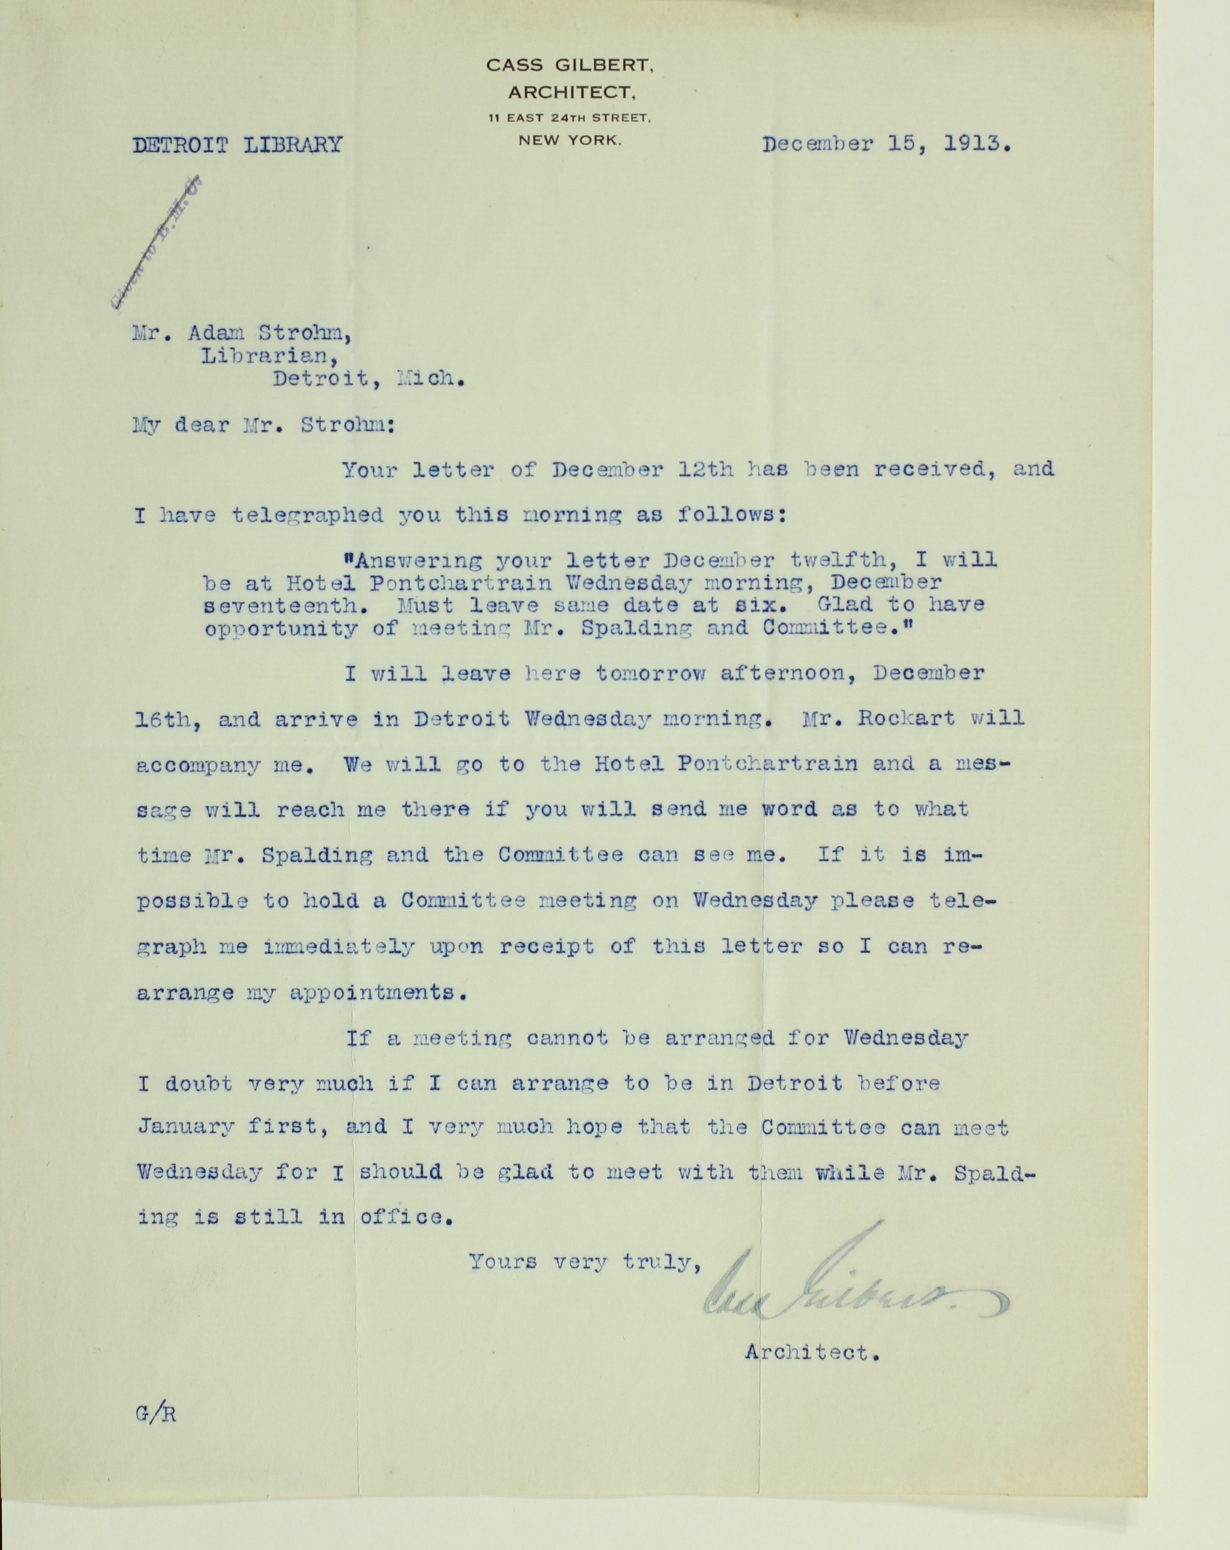 CASS GILBERT,
ARCHITECT,
11 EAST 24TH STREET,
NEW YORK.
DETROIT LIBRARY
December 15, 1913.
Given to B.M.C.
Mr. Adam Strohm,
Librarian,
Detroit, Mich.
My dear Mr. Strohm:
Your letter of December 12th has been received, and
I have telegraphed you this morning as follows:
"Answering your letter December twelfth, I will
be at Hotel Pontchartrain Wednesday morning, December
seventeenth. Must leave same date at six. Glad to have
opportunity of meeting Mr. Spalding and Committee."
I will leave here tomorrow afternoon, December
16th, and arrive in Detroit Wednesday morning. Mr. Rockart will
accompany me. We will go to the Hotel Pontchartrain and a mes-
sage will reach me there if you will send me word as to what
time Mr. Spalding and the Committee can see me. If it is im-
possible to hold a Committee meeting on Wednesday please tele-
graph me immediately upon receipt of this letter so I can re-
arrange my appointments.
If a meeting cannot be arranged for Wednesday
I doubt very much if I can arrange to be in Detroit before
January first, and I very much hope that the Committee can meet
Wednesday for I should be glad to meet with them while Mr. Spald-
ing is still in office.
Yours very truly,
Cass Gilbert.
Architect.
G/R